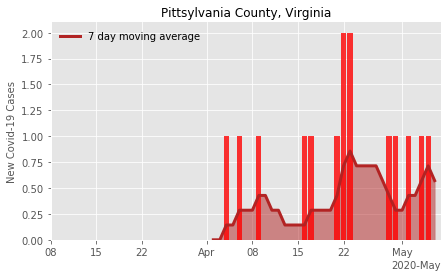 Pittsylvania County, Virginia
7 day moving average
New Covid-19 Cases
2.00
1.75
1.50
1.25
1.00
0.75
0.50
0.25
0.00
08 15 22 Apr 08 15 22 May
2020-May